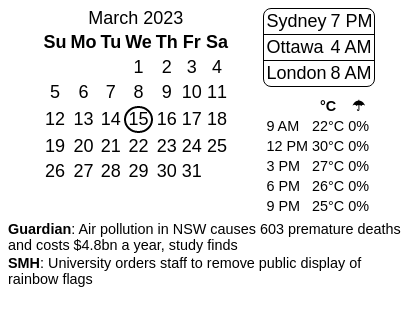 March 2023
Su Mo Tu We Th Fr Sa
1 2 3 4
5 6 7 8 9 10 11
12 13 14 15 16 17 18
19 20 21 22 23 24 25
26 27 28 29 30 31
Sydney 7 PM
Ottawa 4 AM
London 8 AM
°C ☂
9 AM 22°C 0%
12 PM 30°C 0%
3 PM 27°C 0%
6 PM 26°C 0%
9 PM 25°C 0%
Guardian: Air pollution in NSW causes 603 premature deaths
and costs $4.8bn a year, study finds
SMH: University orders staff to remove public display of
rainbow flags